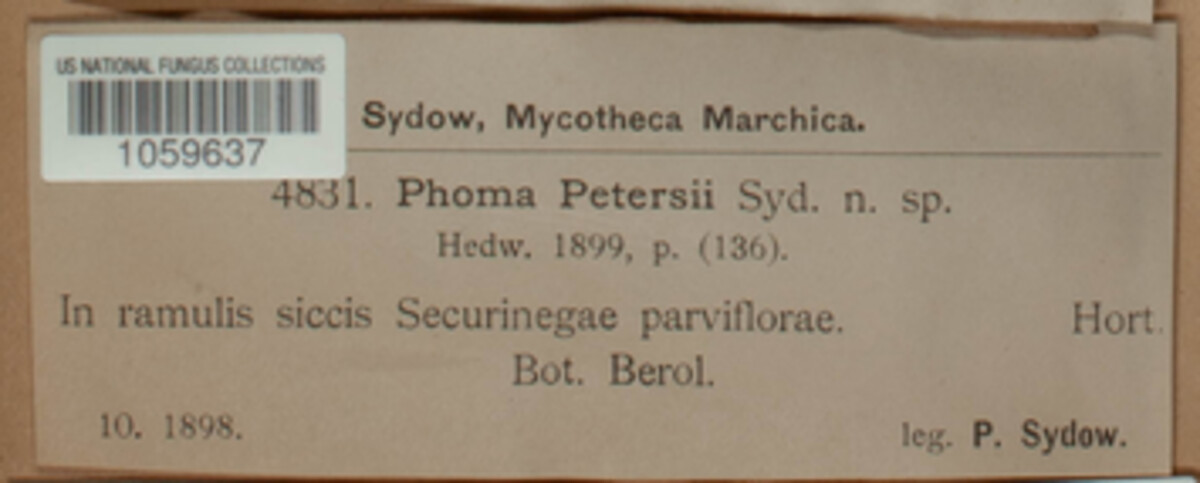 US NATIONAL FUNGUS COLLECTIONS
1059637
Sydow, Mycotheca Marchica.
4831. Phoma Petersii Syd. n. sp.
Hedw. 1899, p. (136).
In ramulis siccis Securinegae parviflorae. Hort.
Bot. Berol.
10. 1898. leg. P. Sydow.